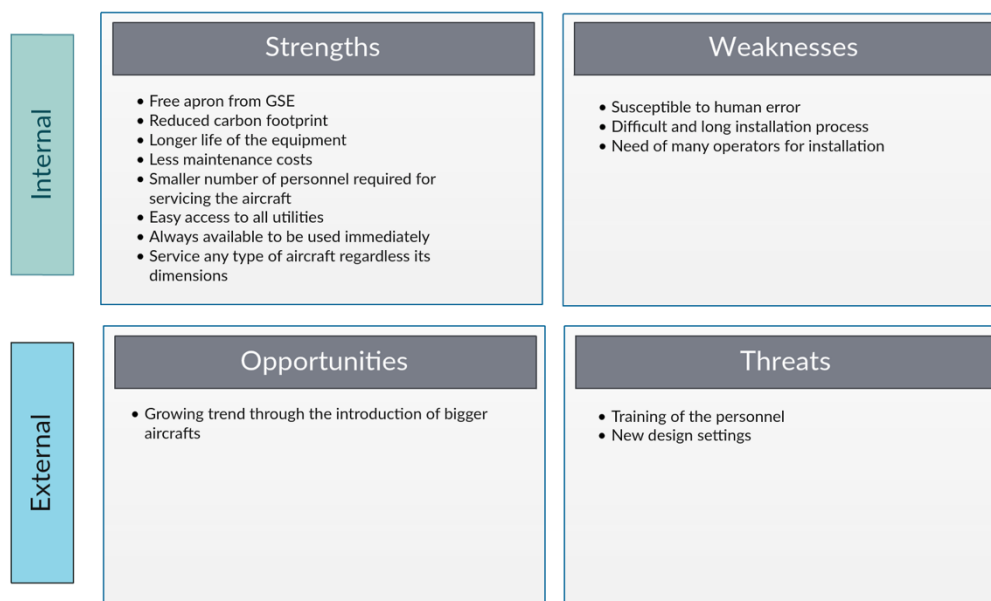 Internal
Strengths
• Free apron from GSE
• Reduced carbon footprint
• Longer life of the equipment
• Less maintenance costs
• Smaller number of personnel required for
servicing the aircraft
• Easy access to all utilities
• Always available to be used immediately
• Service any type of aircraft regardless its
dimensions
Weaknesses
• Susceptible to human error
• Difficult and long installation process
• Need of many operators for installation
External
Opportunities
• Growing trend through the introduction of bigger
aircrafts
Threats
• Training of the personnel
• New design settings